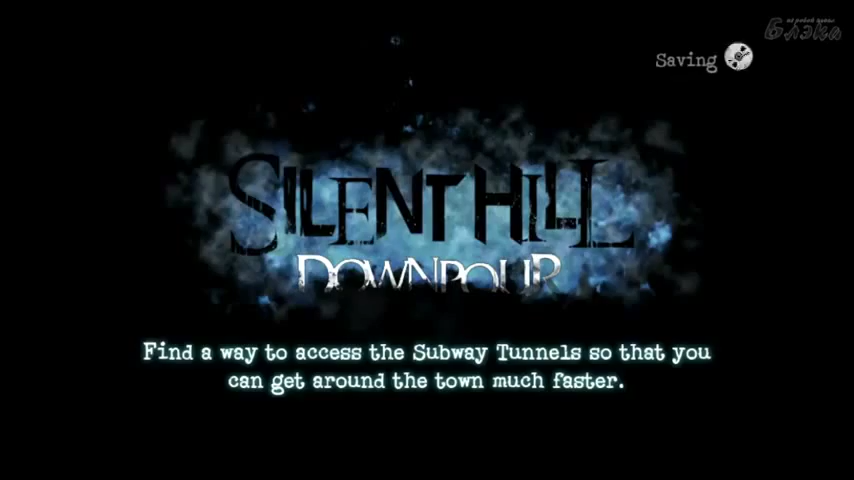 Блэка
Saving
SILENT HILL
DOWNPOUR
Find a way to access the Subway Tunnels so that you
can get around the town much faster.